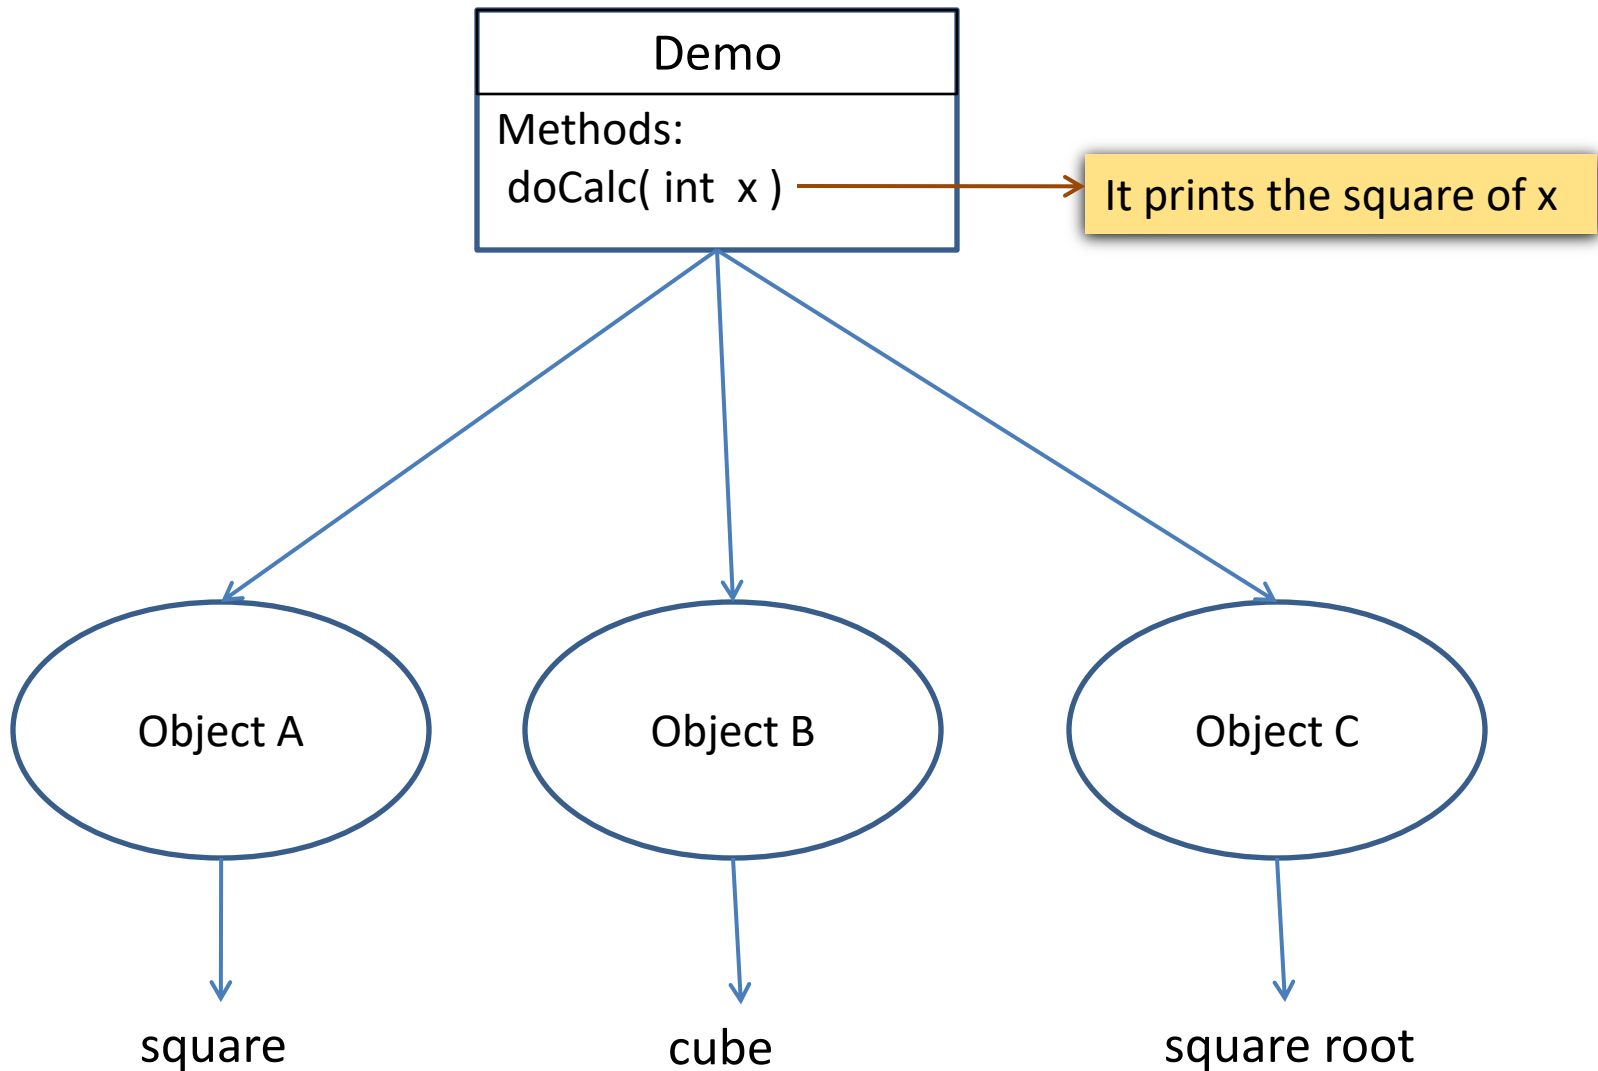 Demo
Methods:
doCalc( int x )
It prints the square of x
Object A
Object B
Object C
square
cube
square root